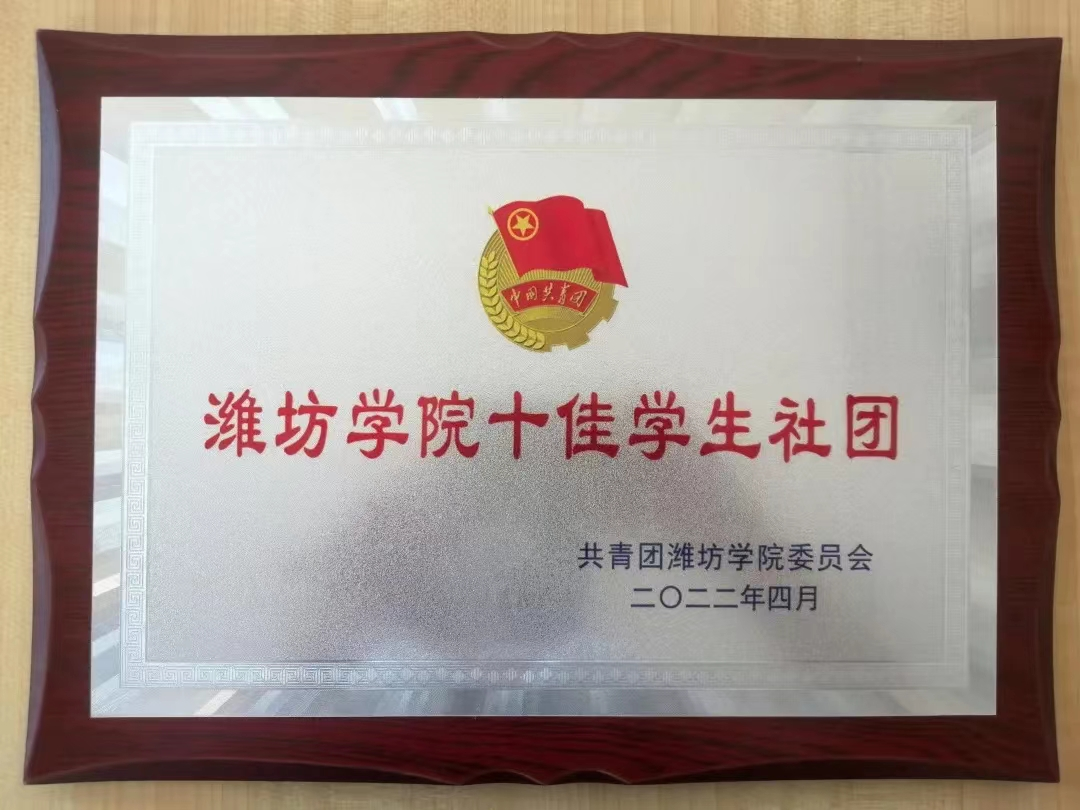 中国共青团
潍坊学院十佳学生社团
共青团潍坊学院委员会
二〇二二年四月